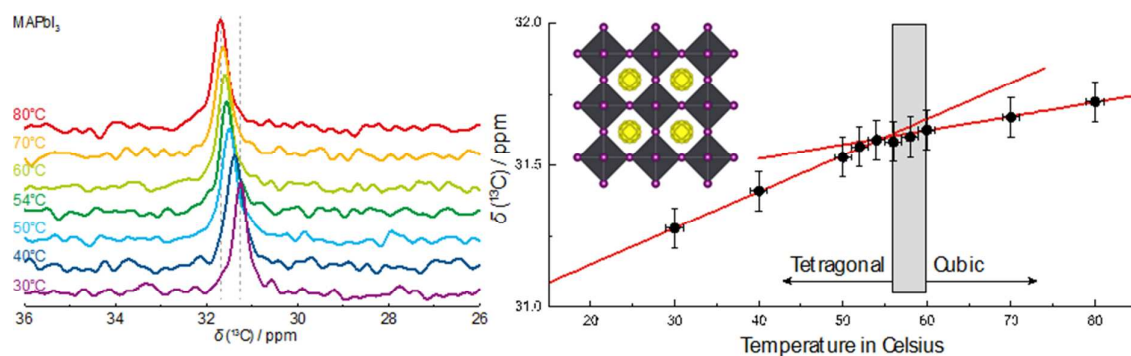 MAPbI₃
80°C
70°C
60°C
54°C
50°C
40°C
30°C
36 34 32 30 28 26
δ (¹³C) / ppm
32.0
31.5
31.0
δ (¹³C) / ppm
Tetragonal Cubic
20 30 40 50 60 70 80
Temperature in Celsius